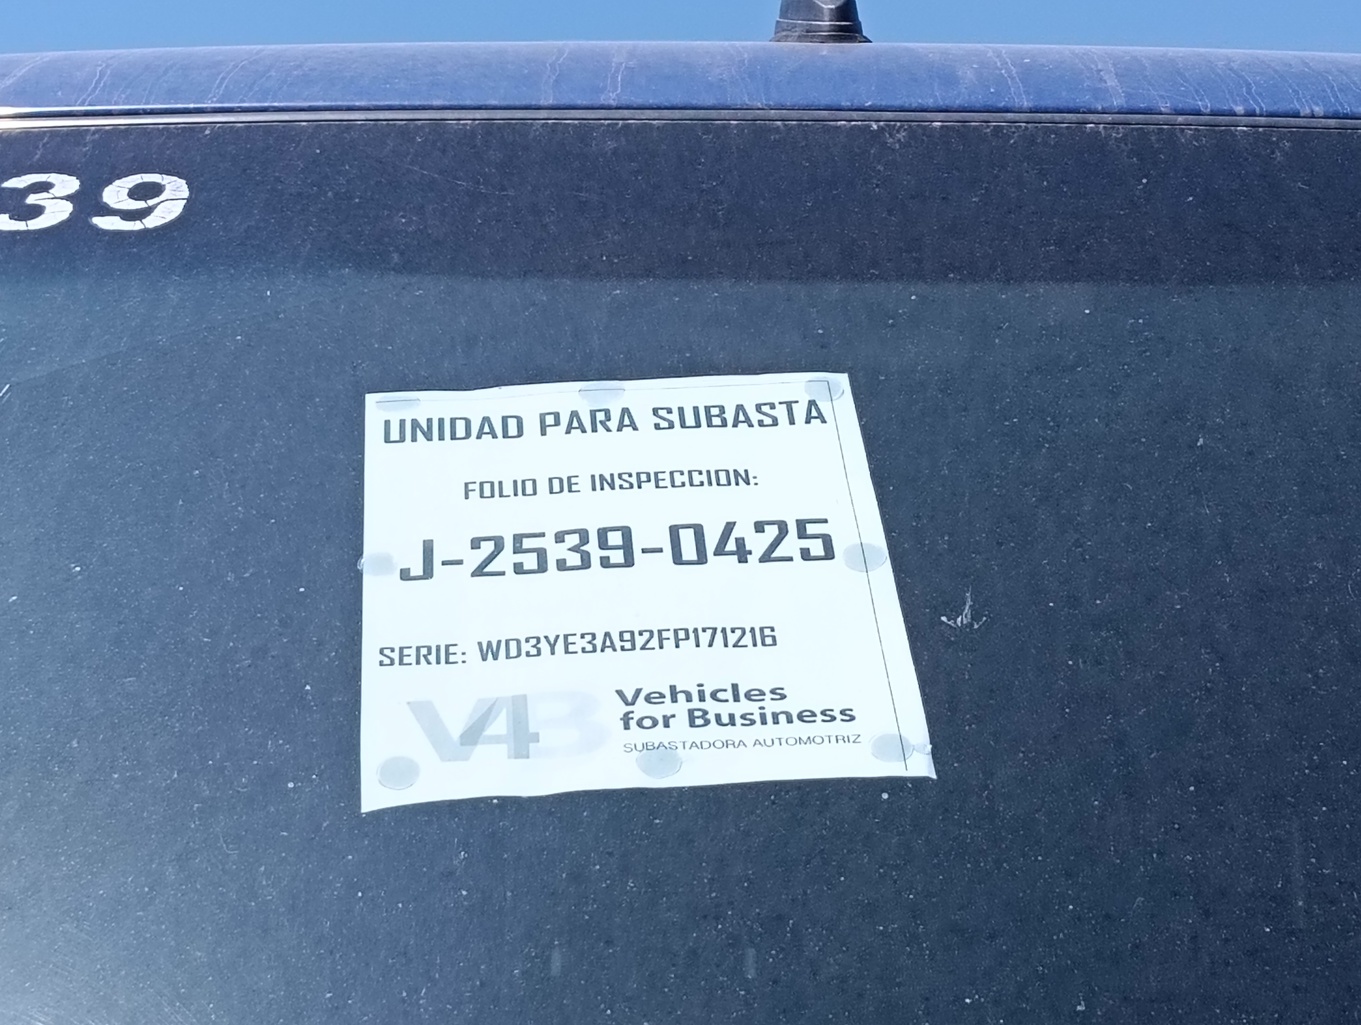 39
UNIDAD PARA SUBASTA
FOLIO DE INSPECCION:
J-2539-0425
SERIE: WD3YE3A92FP171216
V4B
Vehicles
for Business
SUBASTADORA AUTOMOTRIZ